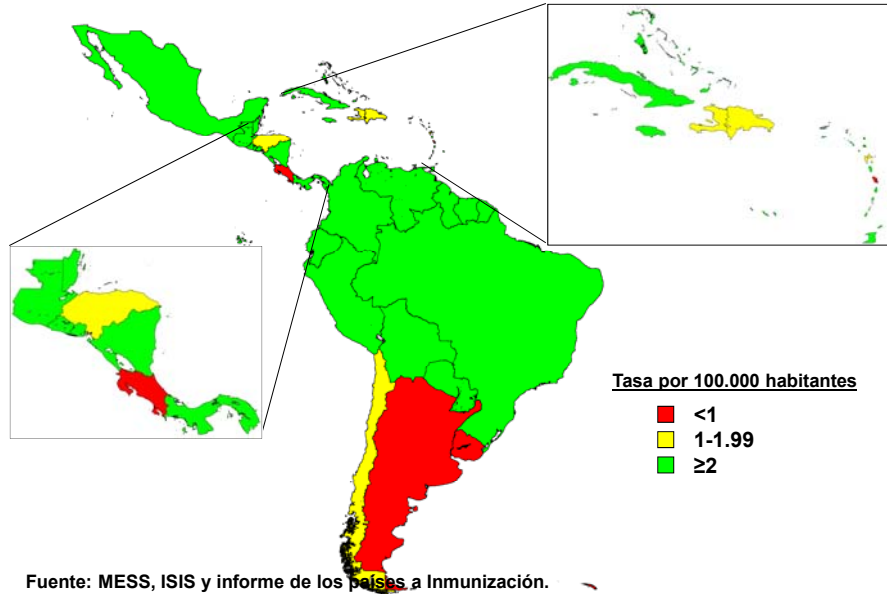 Tasa por 100.000 habitantes
<1
1-1.99
≥2
Fuente: MESS, ISIS y informe de los países a Inmunización.